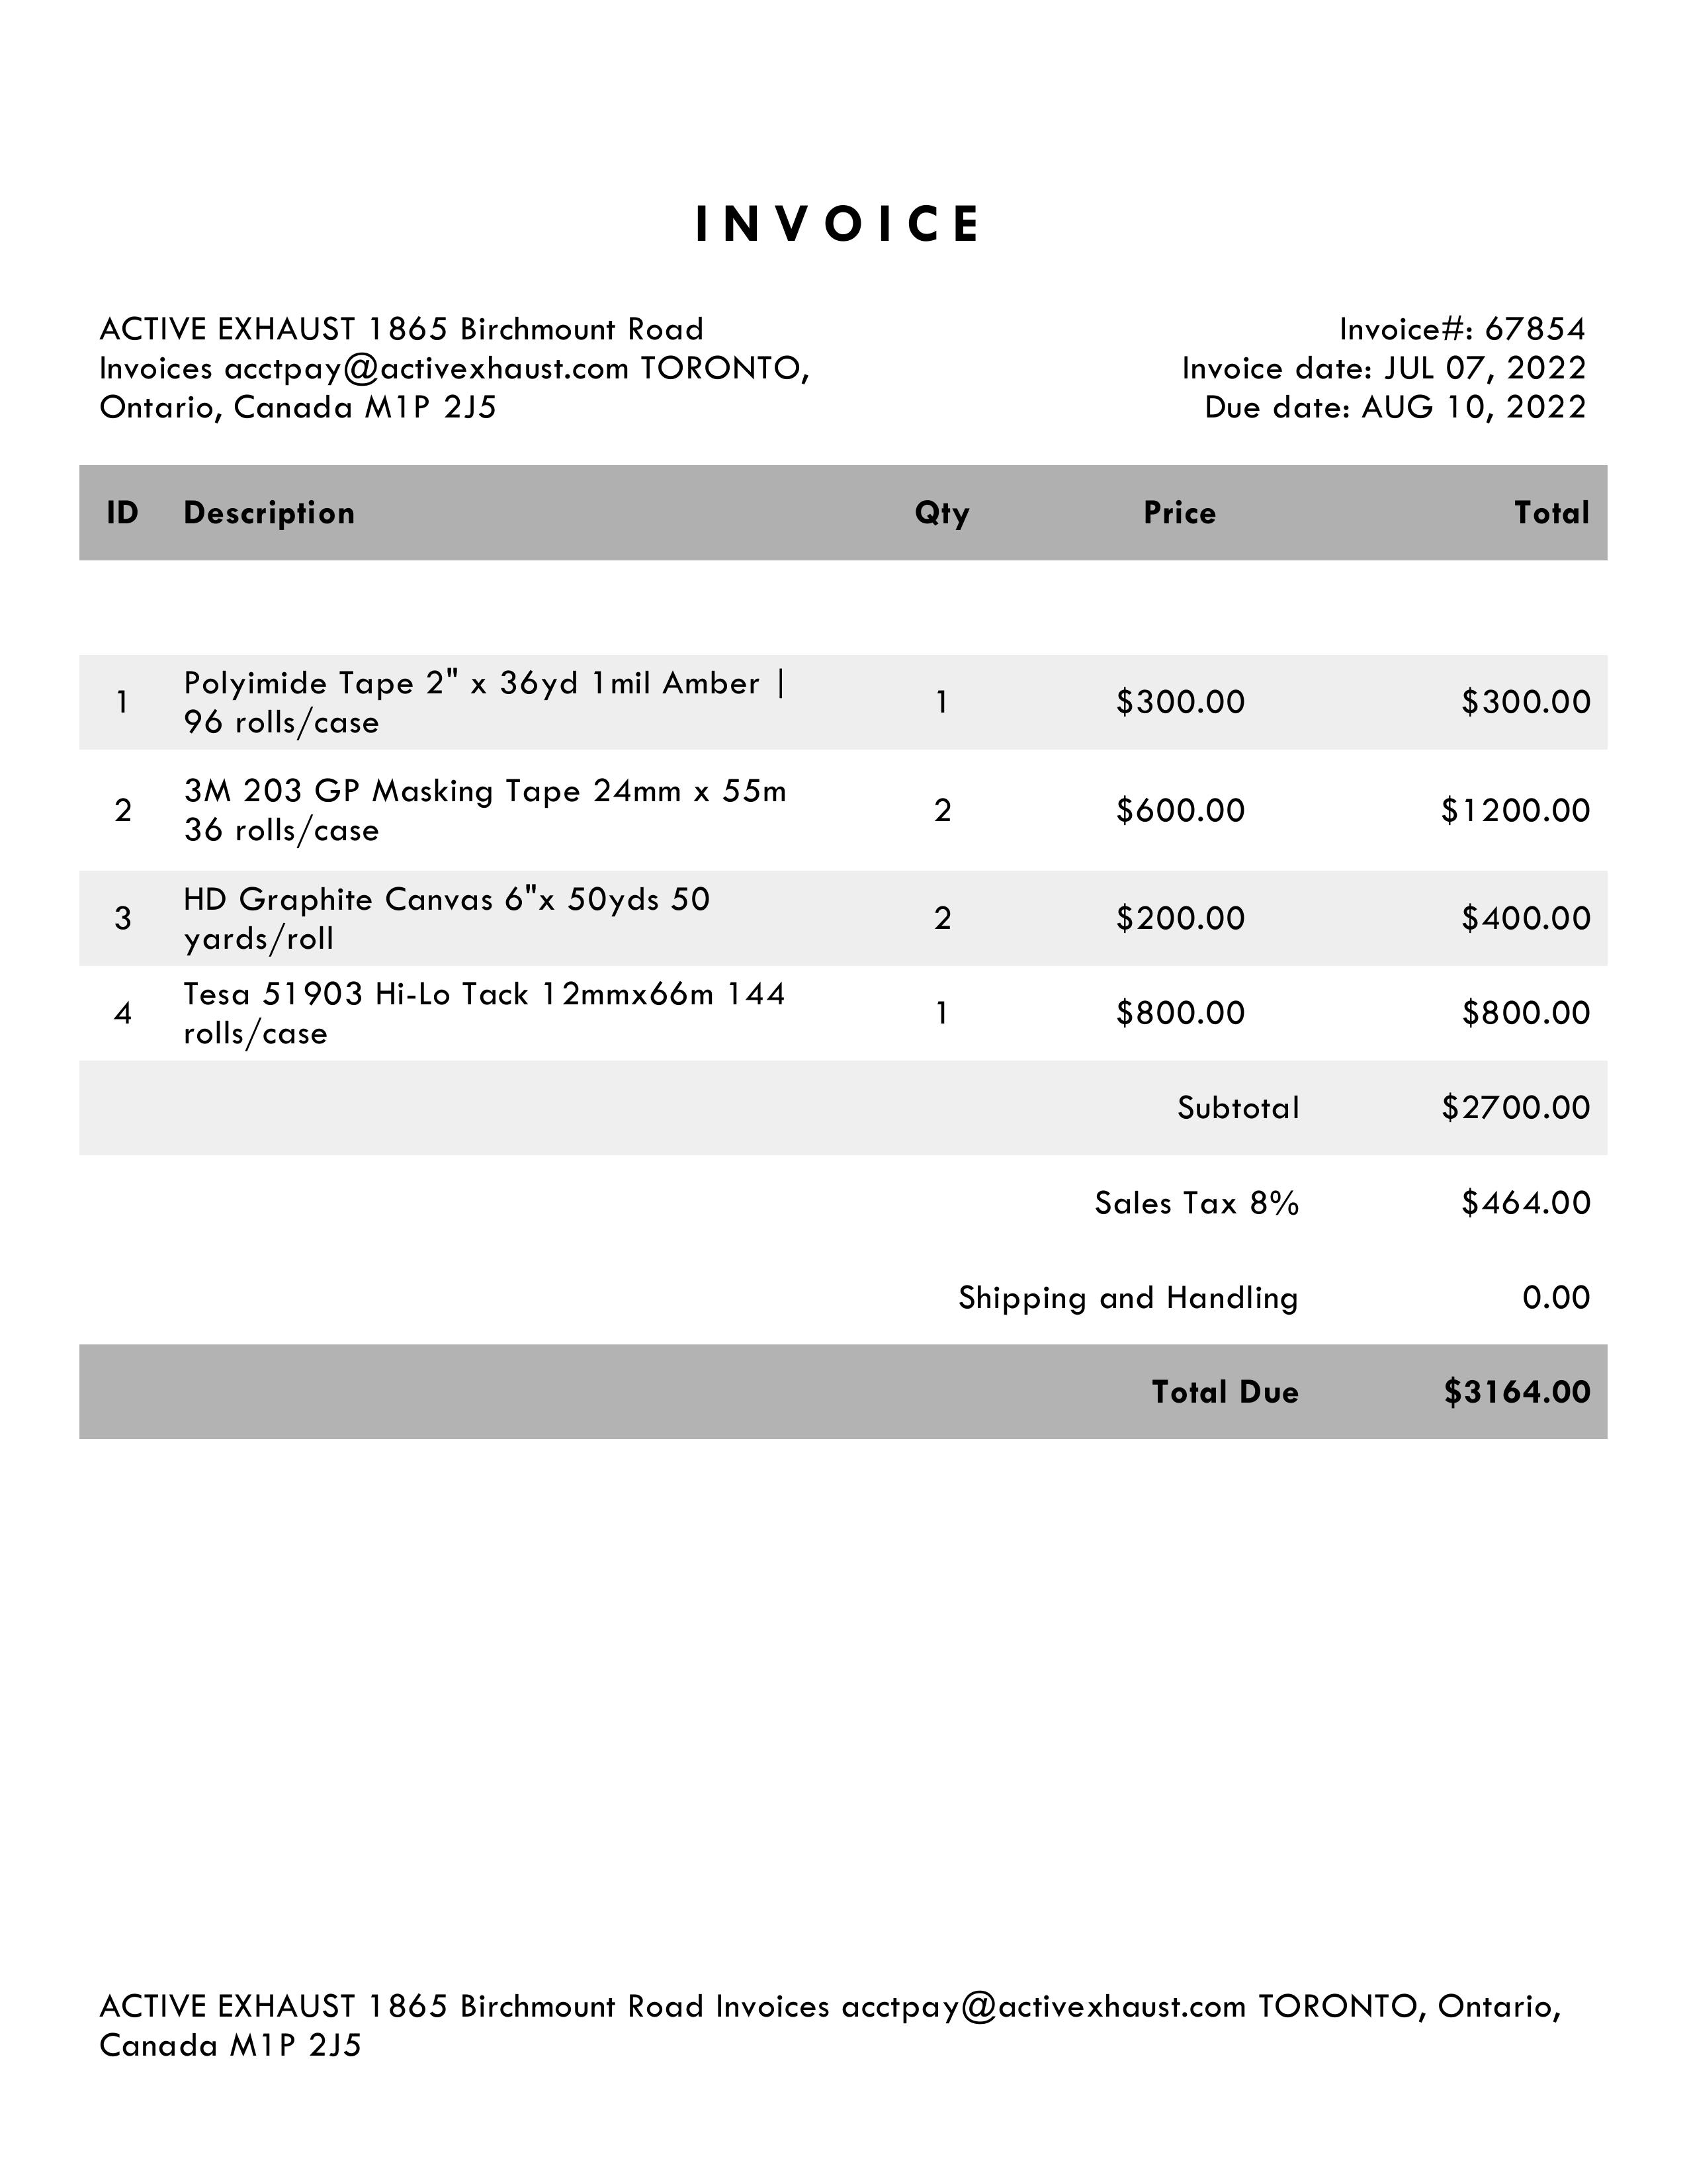 INVOICE
ACTIVE EXHAUST 1865 Birchmount Road
Invoices acctpay@activexhaust.com TORONTO,
Ontario, Canada M1P 2J5
Invoice#: 67854
Invoice date: JUL 07, 2022
Due date: AUG 10, 2022
ID Description Qty Price Total
1 Polyimide Tape 2" x 36yd 1mil Amber | 1 $300.00 $300.00
96 rolls/case
2 3M 203 GP Masking Tape 24mm x 55m 2 $600.00 $1200.00
36 rolls/case
3 HD Graphite Canvas 6"x 50yds 50 2 $200.00 $400.00
yards/roll
4 Tesa 51903 Hi-Lo Tack 12mmx66m 144 1 $800.00 $800.00
rolls/case
Subtotal $2700.00
Sales Tax 8% $464.00
Shipping and Handling 0.00
Total Due $3164.00
ACTIVE EXHAUST 1865 Birchmount Road Invoices acctpay@activexhaust.com TORONTO, Ontario,
Canada M1P 2J5